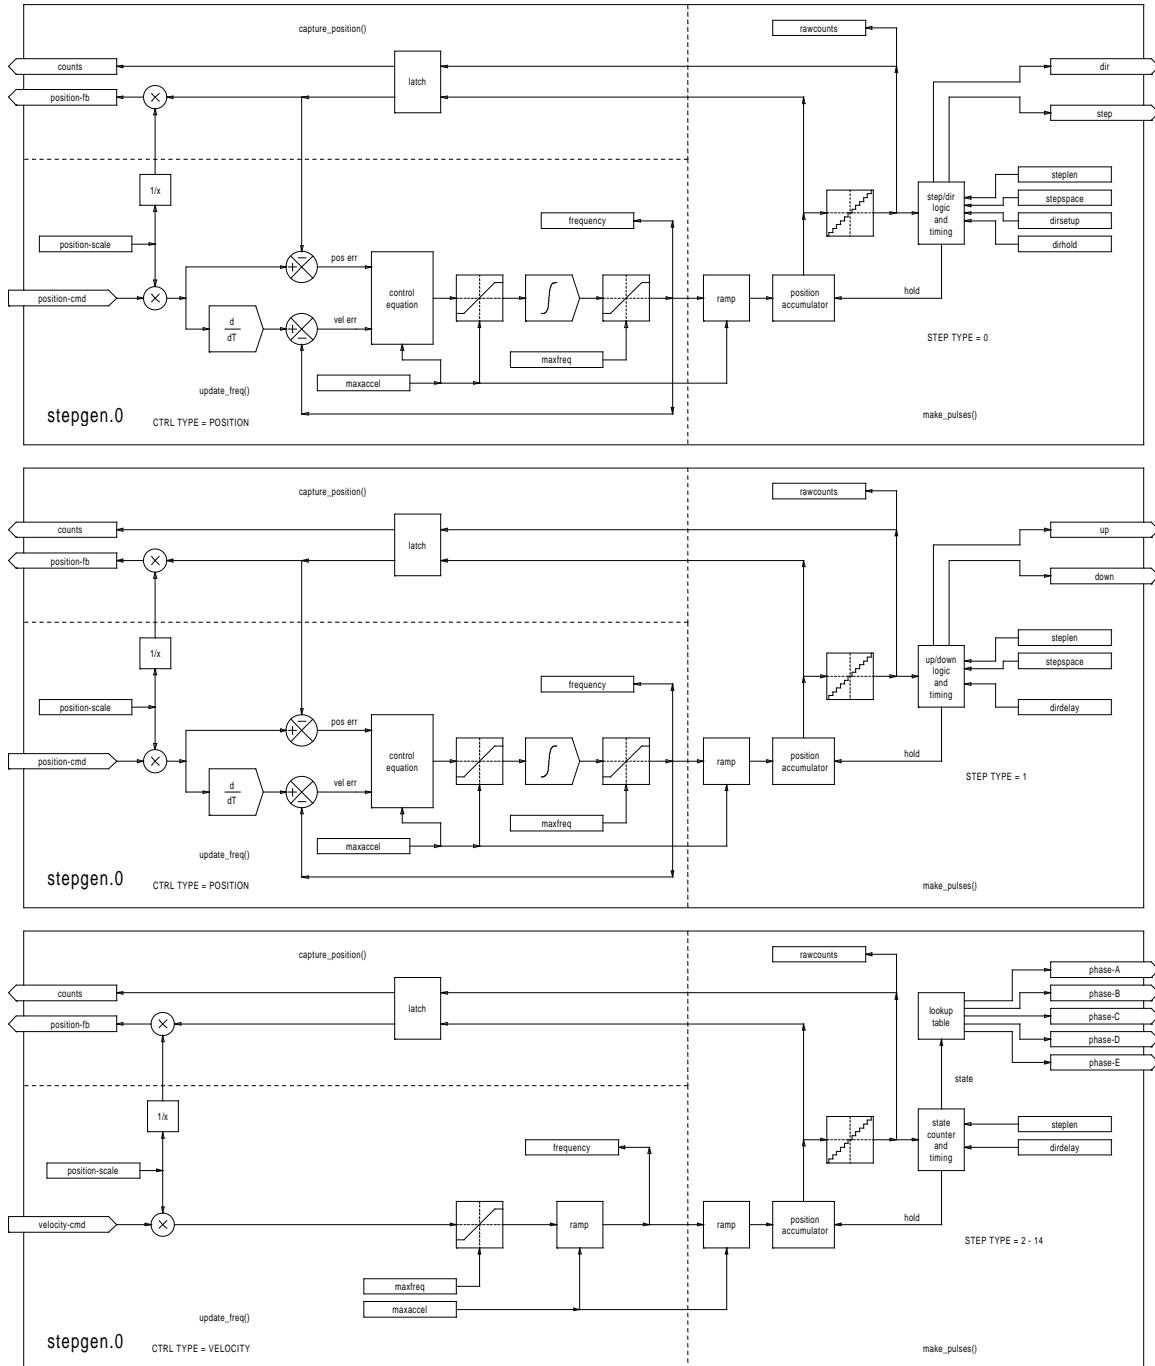 capture_position()
rawcounts
counts
latch
dir
position-fb
step
1/x
step/dir
logic
and
timing
steplen
stepspace
dirsetup
dirhold
frequency
position-scale
pos err
position-cmd
control
equation
ramp
position
accumulator
hold
d
dT
vel err
STEP TYPE = 0
maxfreq
maxaccel
update_freq()
stepgen.0
CTRL TYPE = POSITION
make_pulses()
capture_position()
rawcounts
counts
latch
up
position-fb
down
1/x
up/down
logic
and
timing
steplen
stepspace
dirdelay
frequency
position-scale
pos err
position-cmd
control
equation
ramp
position
accumulator
hold
d
dT
vel err
STEP TYPE = 1
maxfreq
maxaccel
update_freq()
stepgen.0
CTRL TYPE = POSITION
make_pulses()
capture_position()
rawcounts
counts
latch
lookup
table
phase-A
phase-B
phase-C
phase-D
phase-E
position-fb
state
1/x
state
counter
and
timing
steplen
dirdelay
frequency
position-scale
velocity-cmd
ramp
ramp
position
accumulator
hold
STEP TYPE = 2 - 14
maxfreq
maxaccel
update_freq()
stepgen.0
CTRL TYPE = VELOCITY
make_pulses()